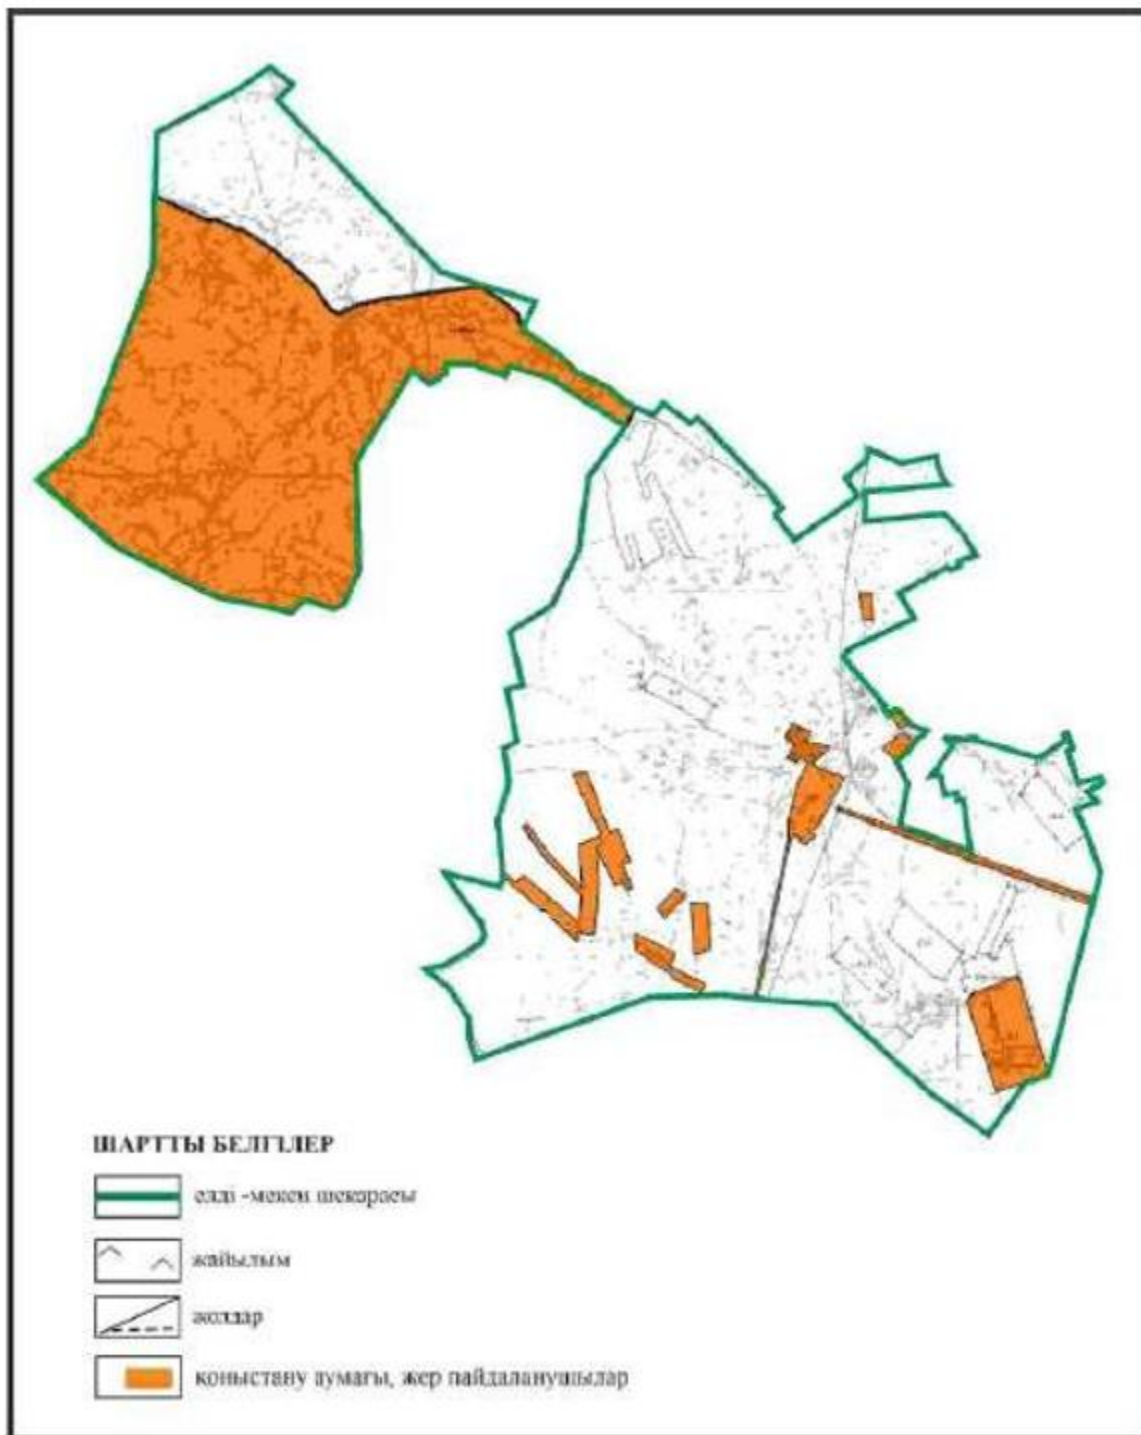 ШАРТТЫ БЕЛГІЛЕР
елді -мекен шекарасы
жайылым
жолдар
қоныстану аумағы, жер пайдаланушылар